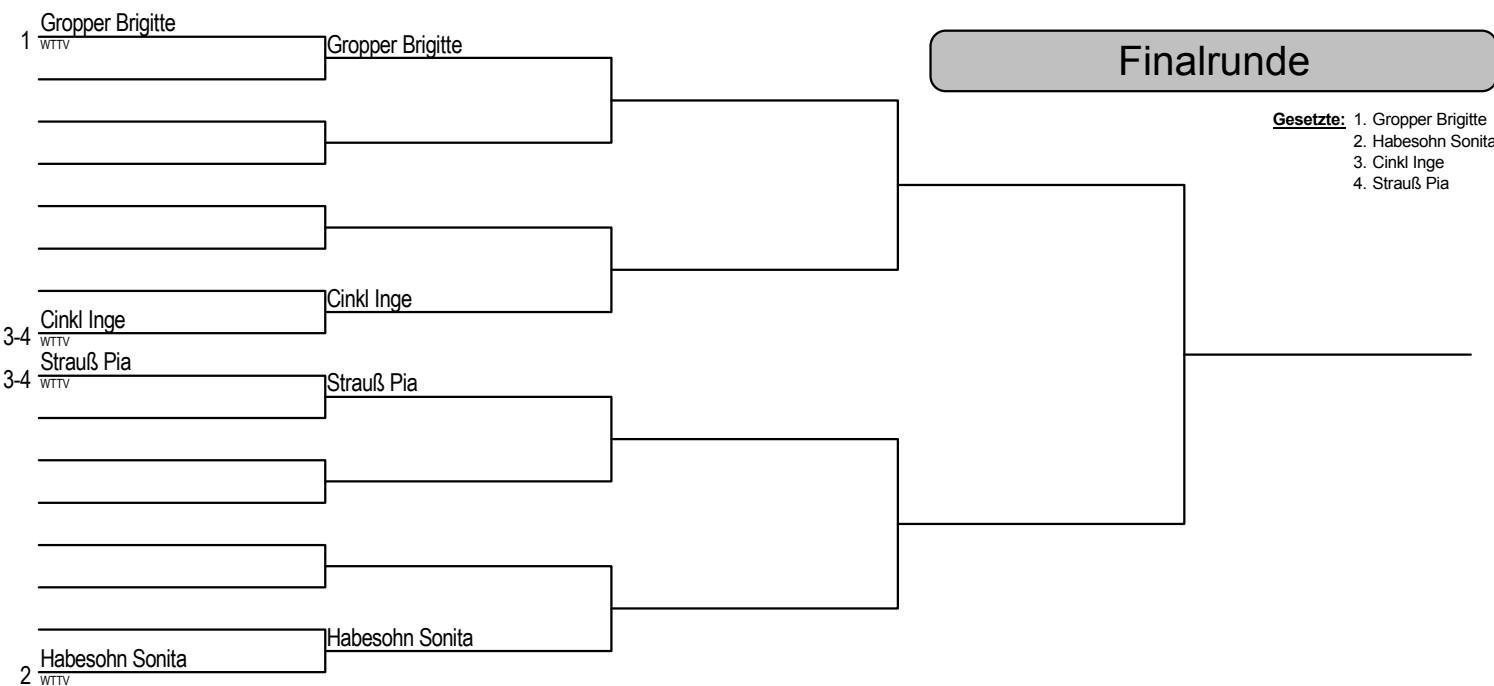 Gropper Brigitte
1 WTTV
Gropper Brigitte
Finalrunde
Gesetzte: 1. Gropper Brigitte
2. Habesohn Sonita
3. Cinkl Inge
4. Strauß Pia
Cinkl Inge
Cinkl Inge
3-4 WTTV
Strauß Pia
3-4 WTTV
Strauß Pia
Habesohn Sonita
Habesohn Sonita
2 WTTV